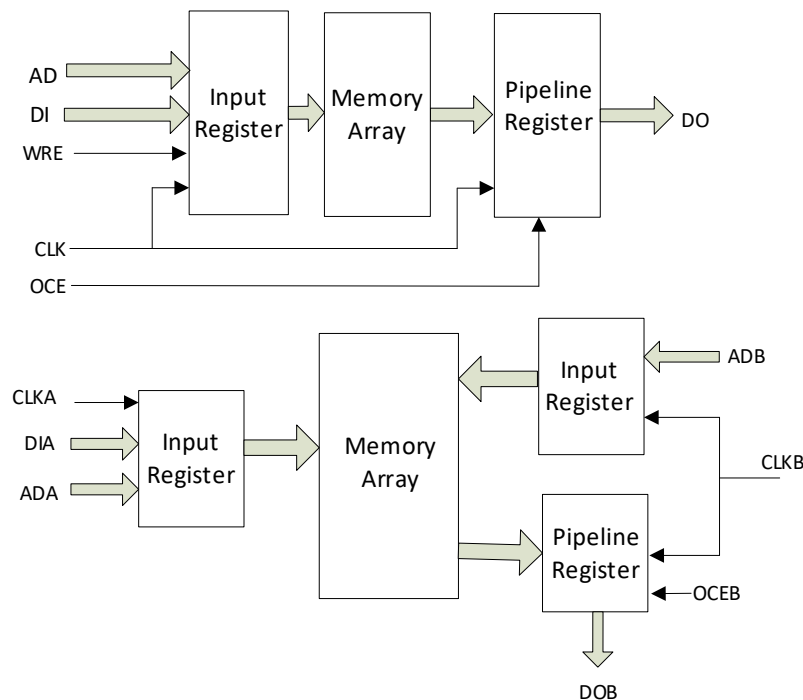 AD
DI
WRE
CLK
OCE
Input
Register
Memory
Array
Pipeline
Register
DO
CLKA
DIA
ADA
Input
Register
Memory
Array
Input
Register
ADB
CLKB
Pipeline
Register
OCEB
DOB